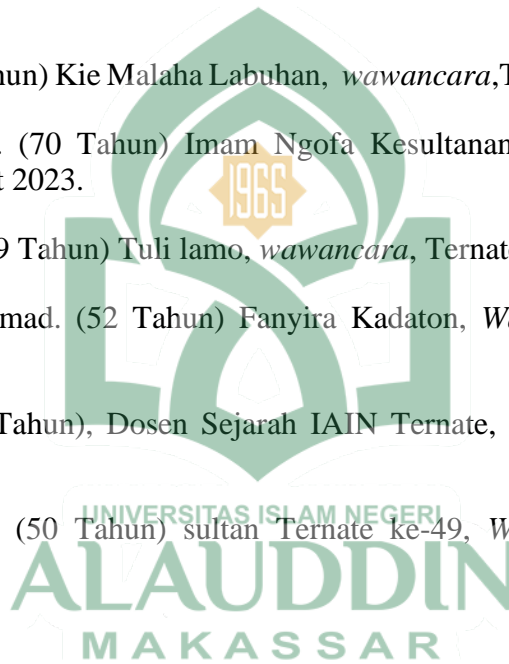 hun) Kie Malaha Labuhan, wawancara,T
. (70 Tahun) Imam Ngofa Kesultanan
t 2023.
1965
9 Tahun) Tuli lamo, wawancara, Ternate
mad. (52 Tahun) Fanyira Kadaton, Wa
Tahun), Dosen Sejarah IAIN Ternate,
UNIVERSITAS ISLAM NEGERI
(50 Tahun) sultan Ternate ke-49, W
ALAUDDIN
MAKASSAR